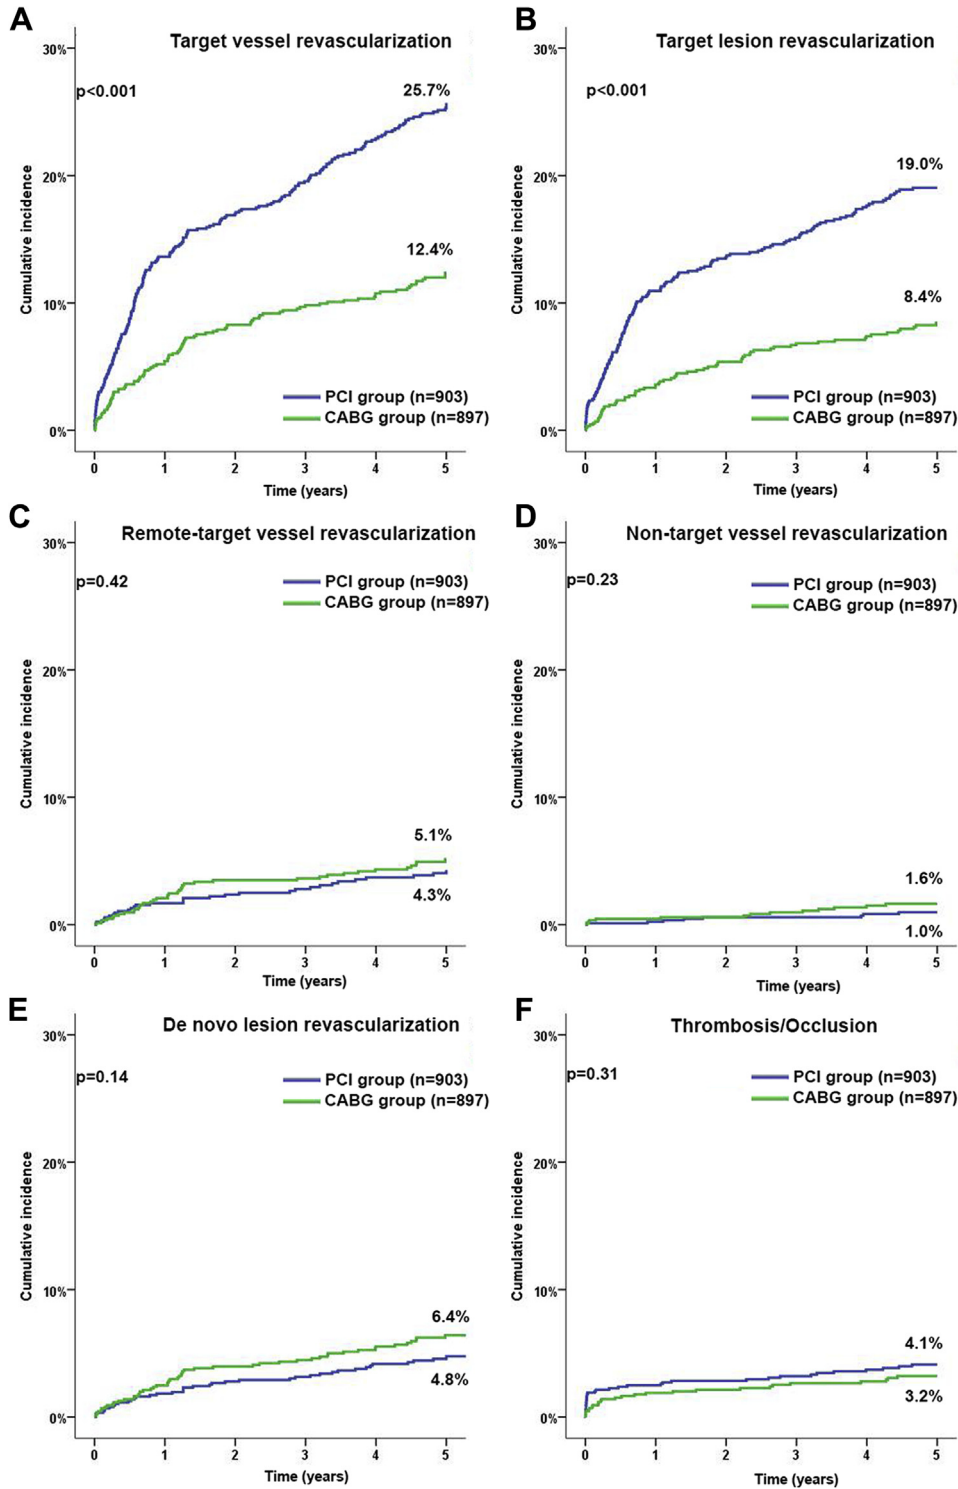 A
Target vessel revascularization
30%
p<0.001
25.7%
20%
12.4%
10%
PCI group (n=903)
CABG group (n=897)
0%
Cumulative incidence
0 1 2 3 4 5
Time (years)
B
Target lesion revascularization
30%
p<0.001
19.0%
20%
8.4%
10%
PCI group (n=903)
CABG group (n=897)
0%
Cumulative incidence
0 1 2 3 4 5
Time (years)
C
Remote-target vessel revascularization
30%
p=0.42
PCI group (n=903)
CABG group (n=897)
20%
10%
5.1%
4.3%
0%
Cumulative incidence
0 1 2 3 4 5
Time (years)
D
Non-target vessel revascularization
30%
p=0.23
PCI group (n=903)
CABG group (n=897)
20%
10%
1.6%
1.0%
0%
Cumulative incidence
0 1 2 3 4 5
Time (years)
E
De novo lesion revascularization
30%
p=0.14
PCI group (n=903)
CABG group (n=897)
20%
10%
6.4%
4.8%
0%
Cumulative incidence
0 1 2 3 4 5
Time (years)
F
Thrombosis/Occlusion
30%
p=0.31
PCI group (n=903)
CABG group (n=897)
20%
10%
4.1%
3.2%
0%
Cumulative incidence
0 1 2 3 4 5
Time (years)